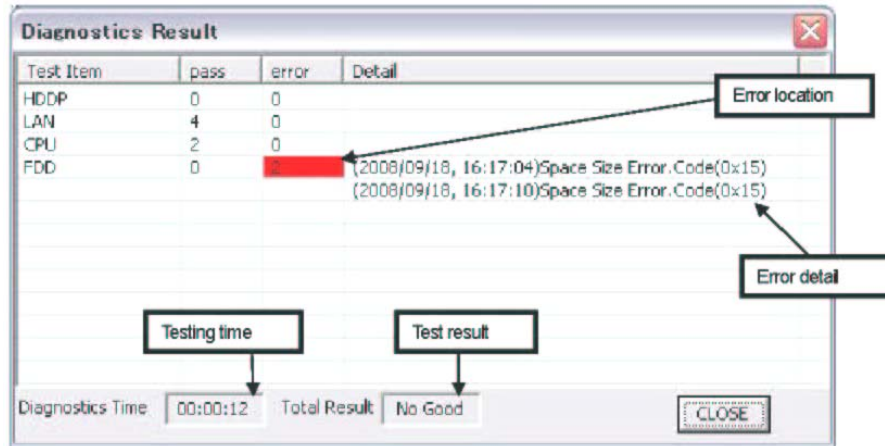 Diagnostics Result
Test Item pass error Detail
HDDP 0 0
Error location
LAN 4 0
CPU 2 0
FDD 0 2 (2008/09/18, 16:17:04)Space Size Error.Code(0x15)
(2008/09/18, 16:17:10)Space Size Error.Code(0x15)
Error detail
Testing time Test result
Diagnostics Time 00:00:12 Total Result No Good CLOSE